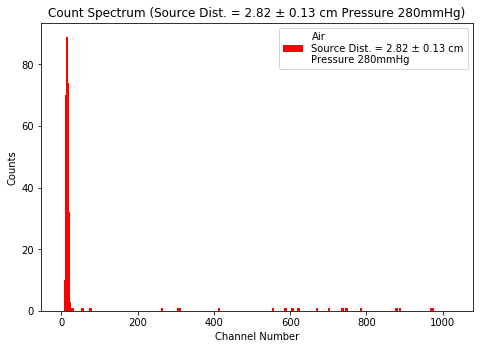 Count Spectrum (Source Dist. = 2.82 ± 0.13 cm Pressure 280mmHg)
Air
Source Dist. = 2.82 ± 0.13 cm
Pressure 280mmHg
Counts
80
60
40
20
0
0 200 400 600 800 1000
Channel Number